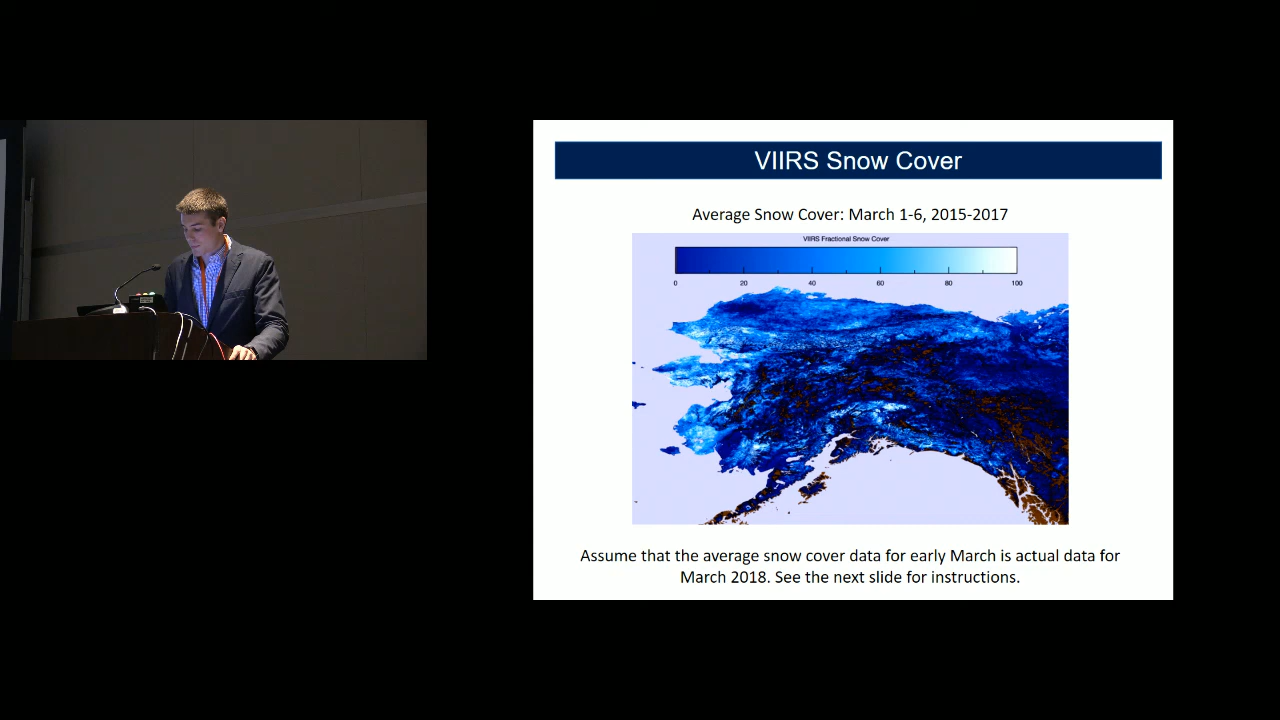 VIIRS Snow Cover
Average Snow Cover: March 1-6, 2015-2017
VIIRS Fractional Snow Cover
0 20 40 60 80 100
Assume that the average snow cover data for early March is actual data for
March 2018. See the next slide for instructions.